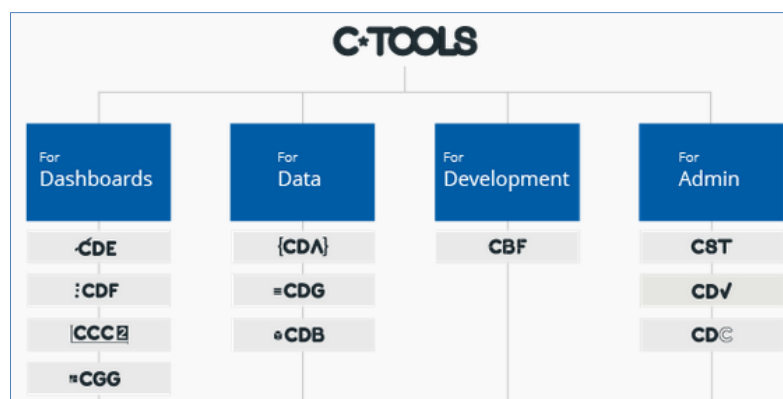 C*TOOLS
For
Dashboards
CDE
CDF
CCC2
CGG
For
Data
{CDA}
CDG
CDB
For
Development
CBF
For
Admin
CST
CDV
CDC